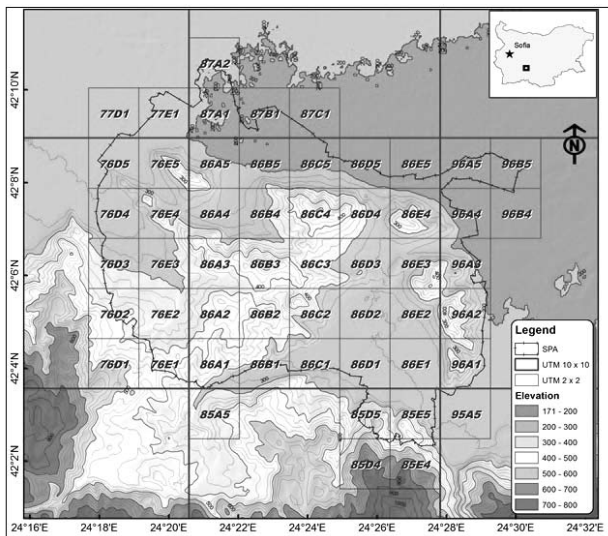 Sofia
N
42°10'
42°8'
42°6'
42°4'
42°2'
87A2
77D1 77E1 87A1 87B1 87C1
76D5 76E5 86A5 86B5 86C5 86D5 86E5 96A5 96B5
76D4 76E4 86A4 86B4 86C4 86D4 86E4 96A4 96B4
76D3 76E3 86A3 86B3 86C3 86D3 86E3 96A3
76D2 76E2 86A2 86B2 86C2 86D2 86E2 96A2
76D1 76E1 86A1 86B1 86C1 86D1 86E1 96A1
85A5 85D5 85E5 95A5
85D4 85E4
Legend
SPA
UTM 10 x 10
UTM 2 x 2
Elevation
171 - 200
200 - 300
300 - 400
400 - 500
500 - 600
600 - 700
700 - 800
24°16'E 24°18'E 24°20'E 24°22'E 24°24'E 24°26'E 24°28'E 24°30'E 24°32'E